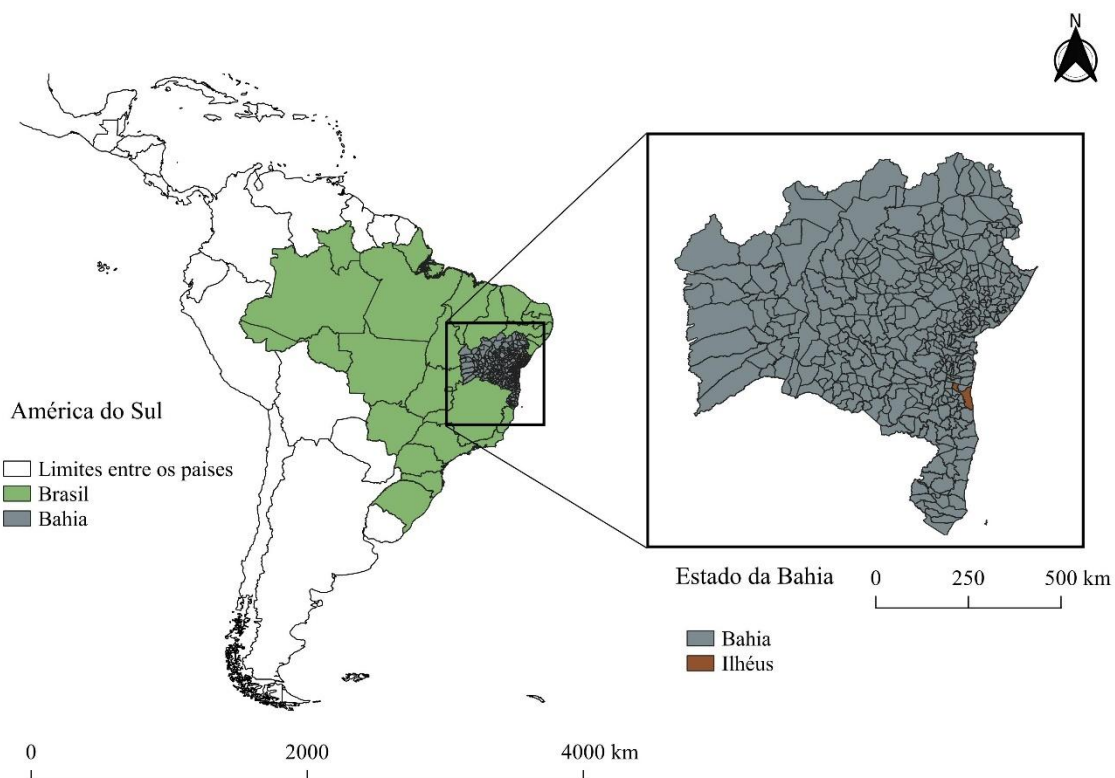 N
América do Sul
Limites entre os paises
Brasil
Bahia
Estado da Bahia
0 250 500 km
Bahia
Ilhéus
0 2000 4000 km